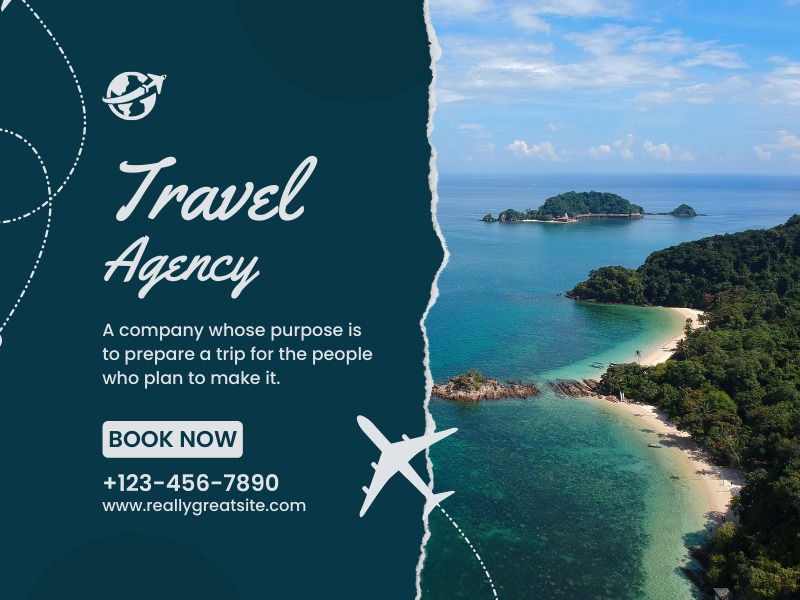 Travel
Agency
A company whose purpose is
to prepare a trip for the people
who plan to make it.
BOOK NOW
+123-456-7890
www.reallygreatsite.com